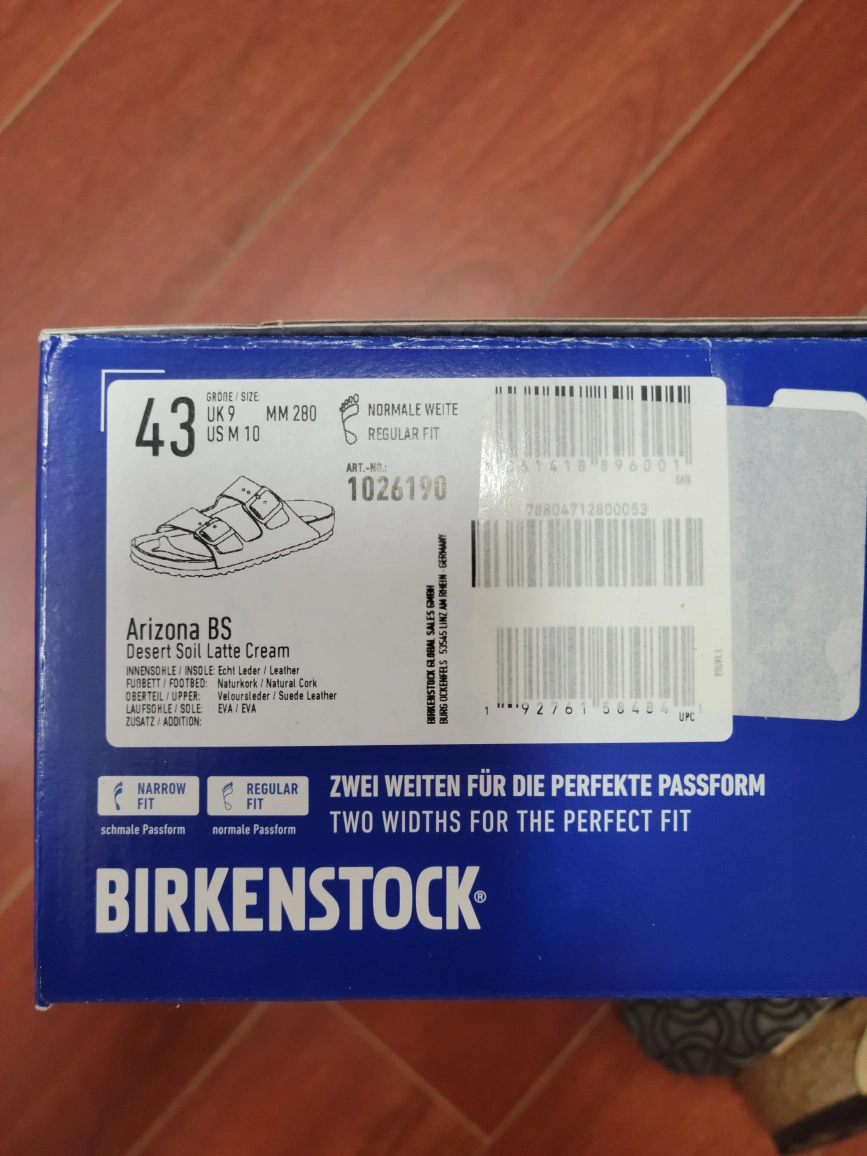 43
GRÖßE / SIZE
UK 9 MM 280
US M 10
NORMALE WEITE
REGULAR FIT
ART.-NO.:
1026190
Arizona BS
Desert Soil Latte Cream
INNENSOHLE / INSOLE: Echt Leder / Leather
FUßBETT / FOOTBED: Naturkork / Natural Cork
OBERTEIL / UPPER: Veloursleder / Suede Leather
LAUFSOHLE / SOLE: EVA / EVA
ZUSATZ / ADDITION:
BIRKENSTOCK GLOBAL SALES GMBH
BURG OCKENFELS 53545 LINZ AM RHEIN - GERMANY
EAN
78804712800053
UPC
NARROW
FIT
schmale Passform
REGULAR
FIT
normale Passform
ZWEI WEITEN FÜR DIE PERFEKTE PASSFORM
TWO WIDTHS FOR THE PERFECT FIT
BIRKENSTOCK®